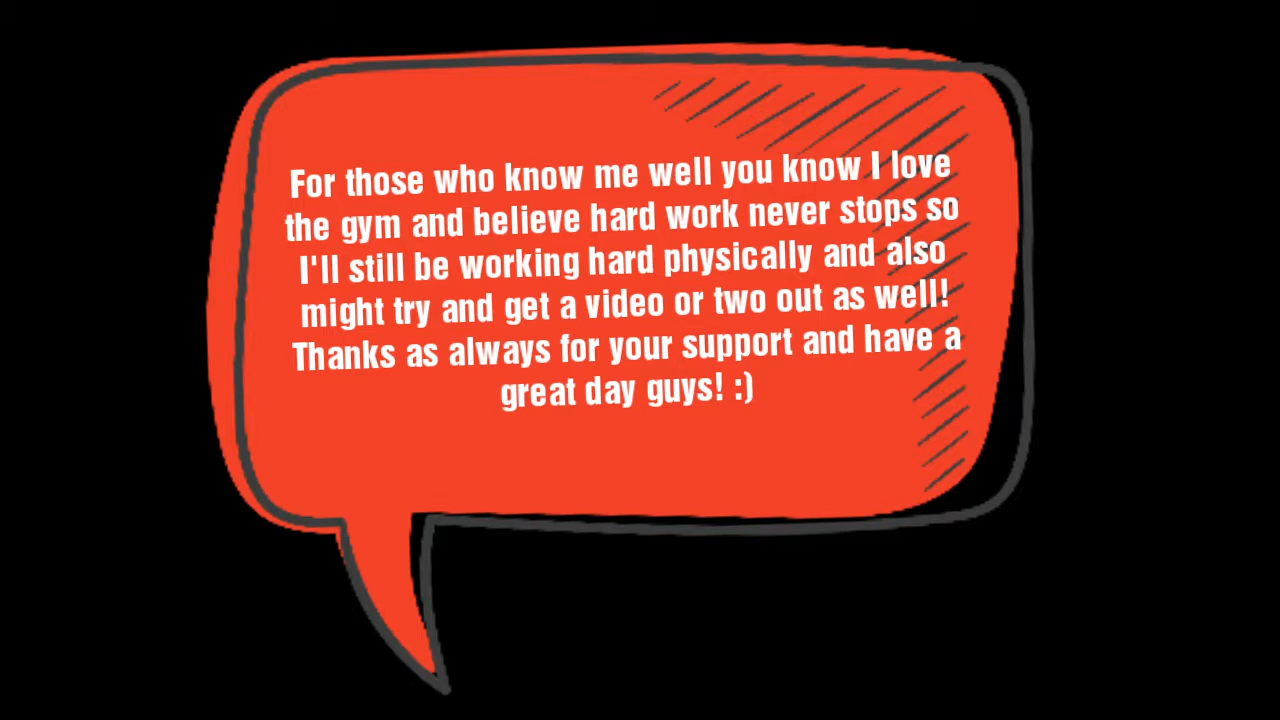 For those who know me well you know I love
the gym and believe hard work never stops so
I'll still be working hard physically and also
might try and get a video or two out as well!
Thanks as always for your support and have a
great day guys! :)